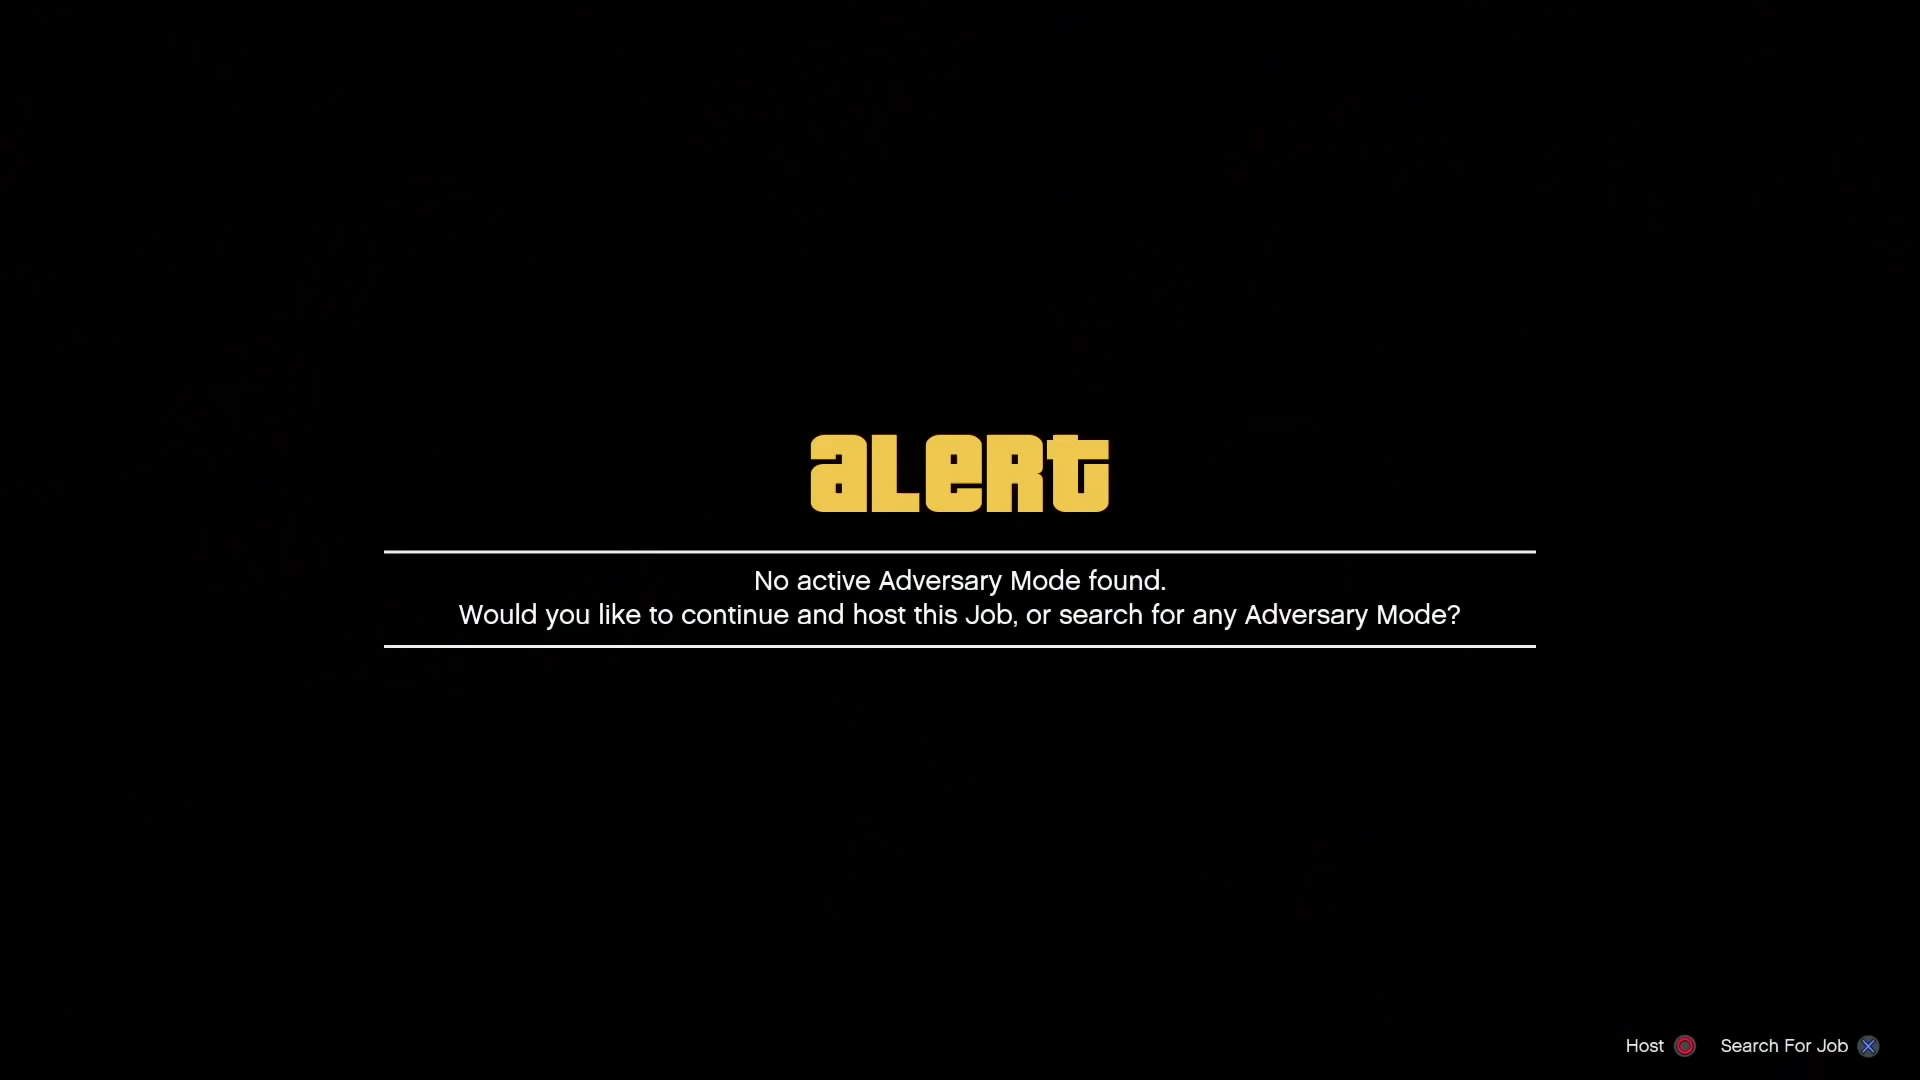 aLeRt
No active Adversary Mode found.
Would you like to continue and host this Job, or search for any Adversary Mode?
Host Search For Job